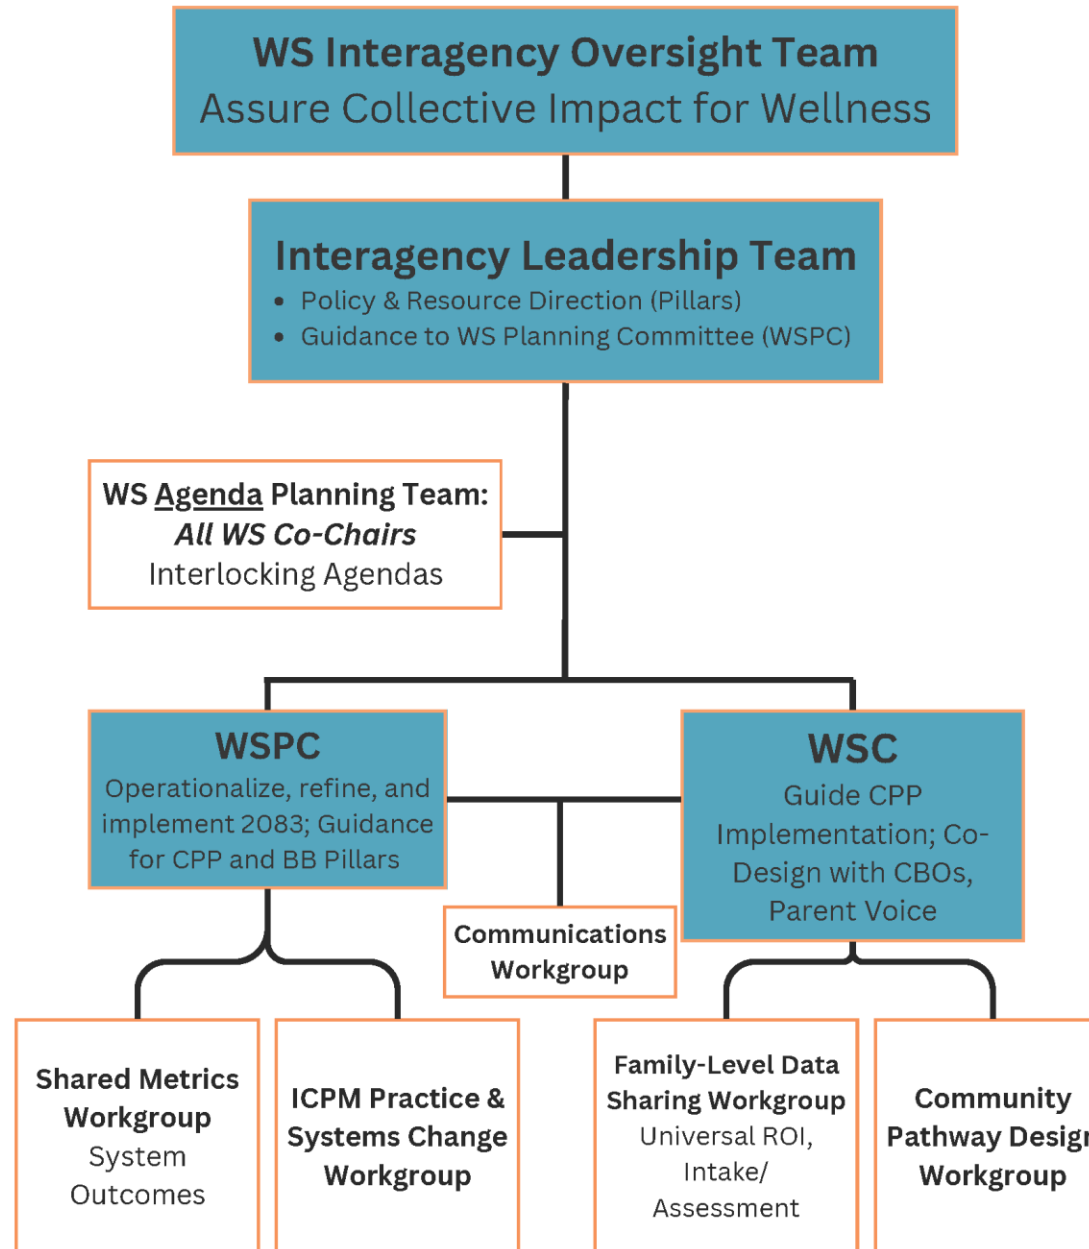 WS Interagency Oversight Team
Assure Collective Impact for Wellness
Interagency Leadership Team
• Policy & Resource Direction (Pillars)
• Guidance to WS Planning Committee (WSPC)
WS Agenda Planning Team:
All WS Co-Chairs
Interlocking Agendas
WSPC
Operationalize, refine, and
implement 2083; Guidance
for CPP and BB Pillars
WSC
Guide CPP
Implementation; Co-
Design with CBOs,
Parent Voice
Communications
Workgroup
Shared Metrics
Workgroup
System
Outcomes
ICPM Practice &
Systems Change
Workgroup
Family-Level Data
Sharing Workgroup
Universal ROI,
Intake/
Assessment
Community
Pathway Design
Workgroup